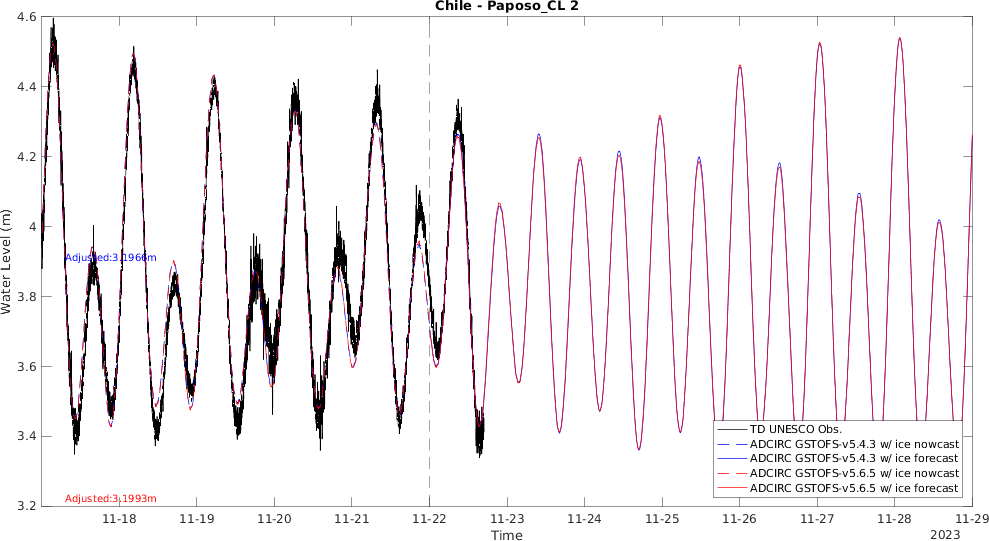 Chile - Paposo_CL 2
Water Level (m)
4.6
4.4
4.2
4
3.8
3.6
3.4
3.2
Adjusted:3.1966m
Adjusted:3.1993m
TD UNESCO Obs.
ADCIRC GSTOFS-v5.4.3 w/ ice nowcast
ADCIRC GSTOFS-v5.4.3 w/ ice forecast
ADCIRC GSTOFS-v5.6.5 w/ ice nowcast
ADCIRC GSTOFS-v5.6.5 w/ ice forecast
11-18 11-19 11-20 11-21 11-22 11-23 11-24 11-25 11-26 11-27 11-28 11-29
Time
2023